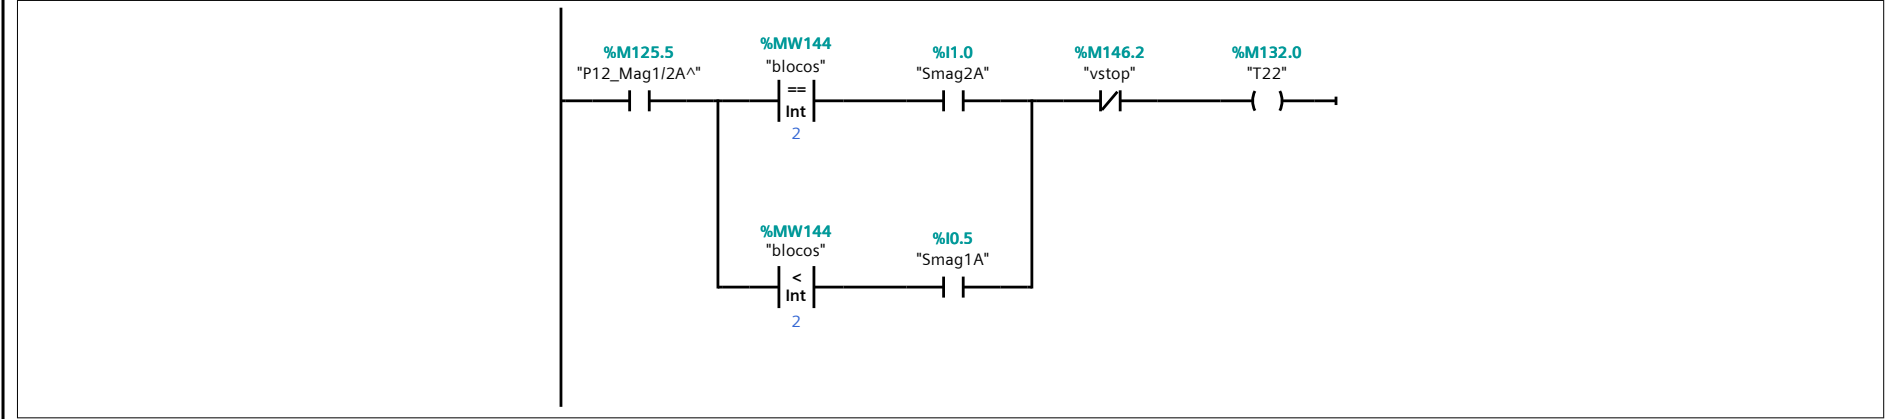 %M125.5
"P12_Mag1/2A^"
%MW144
"blocos"
==
Int
2
%I1.0
"Smag2A"
%M146.2
"vstop"
%M132.0
"T22"
%MW144
"blocos"
<
Int
2
%I0.5
"Smag1A"